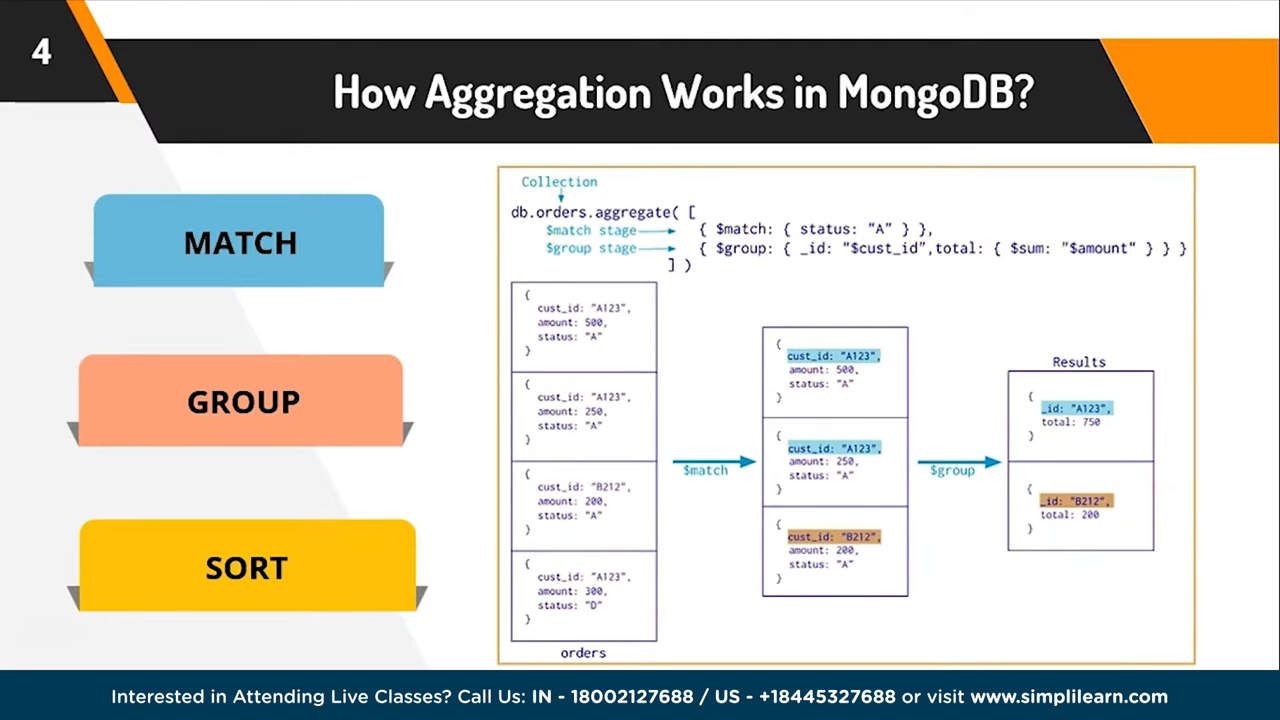 4
How Aggregation Works in MongoDB?
MATCH
GROUP
SORT
Collection
db.orders.aggregate( [
$match stage
{ $match: { status: "A" } },
$group stage
{ $group: { _id: "$cust_id",total: { $sum: "$amount" } } }
] )
{
cust_id: "A123",
amount: 500,
status: "A"
}
{
cust_id: "A123",
amount: 250,
status: "A"
}
{
cust_id: "B212",
amount: 200,
status: "A"
}
{
cust_id: "A123",
amount: 300,
status: "D"
}
orders
$match
{
cust_id: "A123",
amount: 500,
status: "A"
}
{
cust_id: "A123",
amount: 250,
status: "A"
}
{
cust_id: "B212",
amount: 200,
status: "A"
}
$group
Results
{
_id: "A123",
total: 750
}
{
_id: "B212",
total: 200
}
Interested in Attending Live Classes? Call Us: IN - 18002127688 / US - +18445327688 or visit www.simplilearn.com